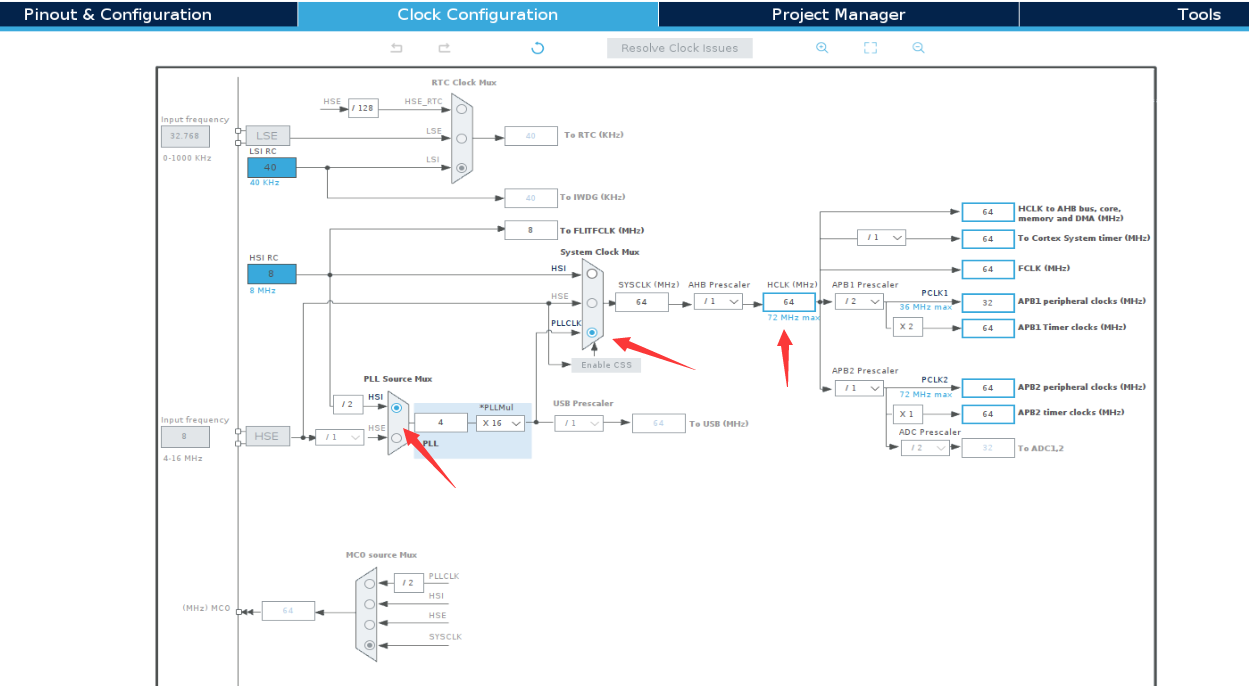 Pinout & Configuration
Clock Configuration
Project Manager
Tools
Resolve Clock Issues
RTC Clock Mux
HSE
/ 128
HSE_RTC
Input frequency
32.768
0-1000 KHz
LSE
LSE
40
To RTC (KHz)
LSI RC
40
40 KHz
LSI
40
To IWDG (KHz)
8
To FLITFCLK (MHz)
System Clock Mux
HSI RC
8
8 MHz
HSI
HSE
PLLCLK
SYSCLK (MHz)
64
AHB Prescaler
/ 1
HCLK (MHz)
64
72 MHz max
Enable CSS
64
HCLK to AHB bus, core,
memory and DMA (MHz)
/ 1
64
To Cortex System timer (MHz)
64
FCLK (MHz)
APB1 Prescaler
/ 2
PCLK1
36 MHz max
32
APB1 peripheral clocks (MHz)
X 2
64
APB1 Timer clocks (MHz)
APB2 Prescaler
/ 1
PCLK2
72 MHz max
64
APB2 peripheral clocks (MHz)
X 1
64
APB2 timer clocks (MHz)
ADC Prescaler
/ 2
32
To ADC1,2
PLL Source Mux
/ 2
HSI
HSE
Input frequency
8
4-16 MHz
HSE
/ 1
4
*PLLMul
X 16
PLL
USB Prescaler
/ 1
64
To USB (MHz)
MCO source Mux
/ 2
PLLCLK
HSI
HSE
SYSCLK
(MHz) MCO
64